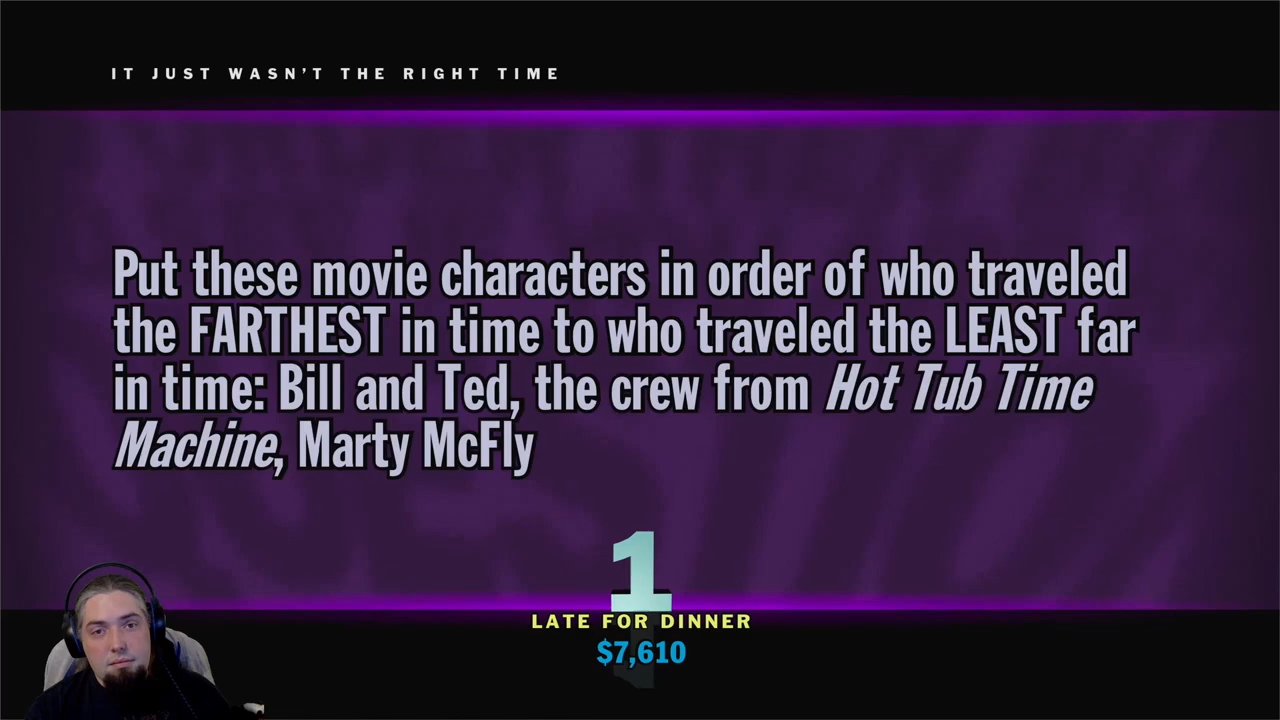 IT JUST WASN'T THE RIGHT TIME
Put these movie characters in order of who traveled
the FARTHEST in time to who traveled the LEAST far
in time: Bill and Ted, the crew from Hot Tub Time
Machine, Marty McFly
1
LATE FOR DINNER
$7,610